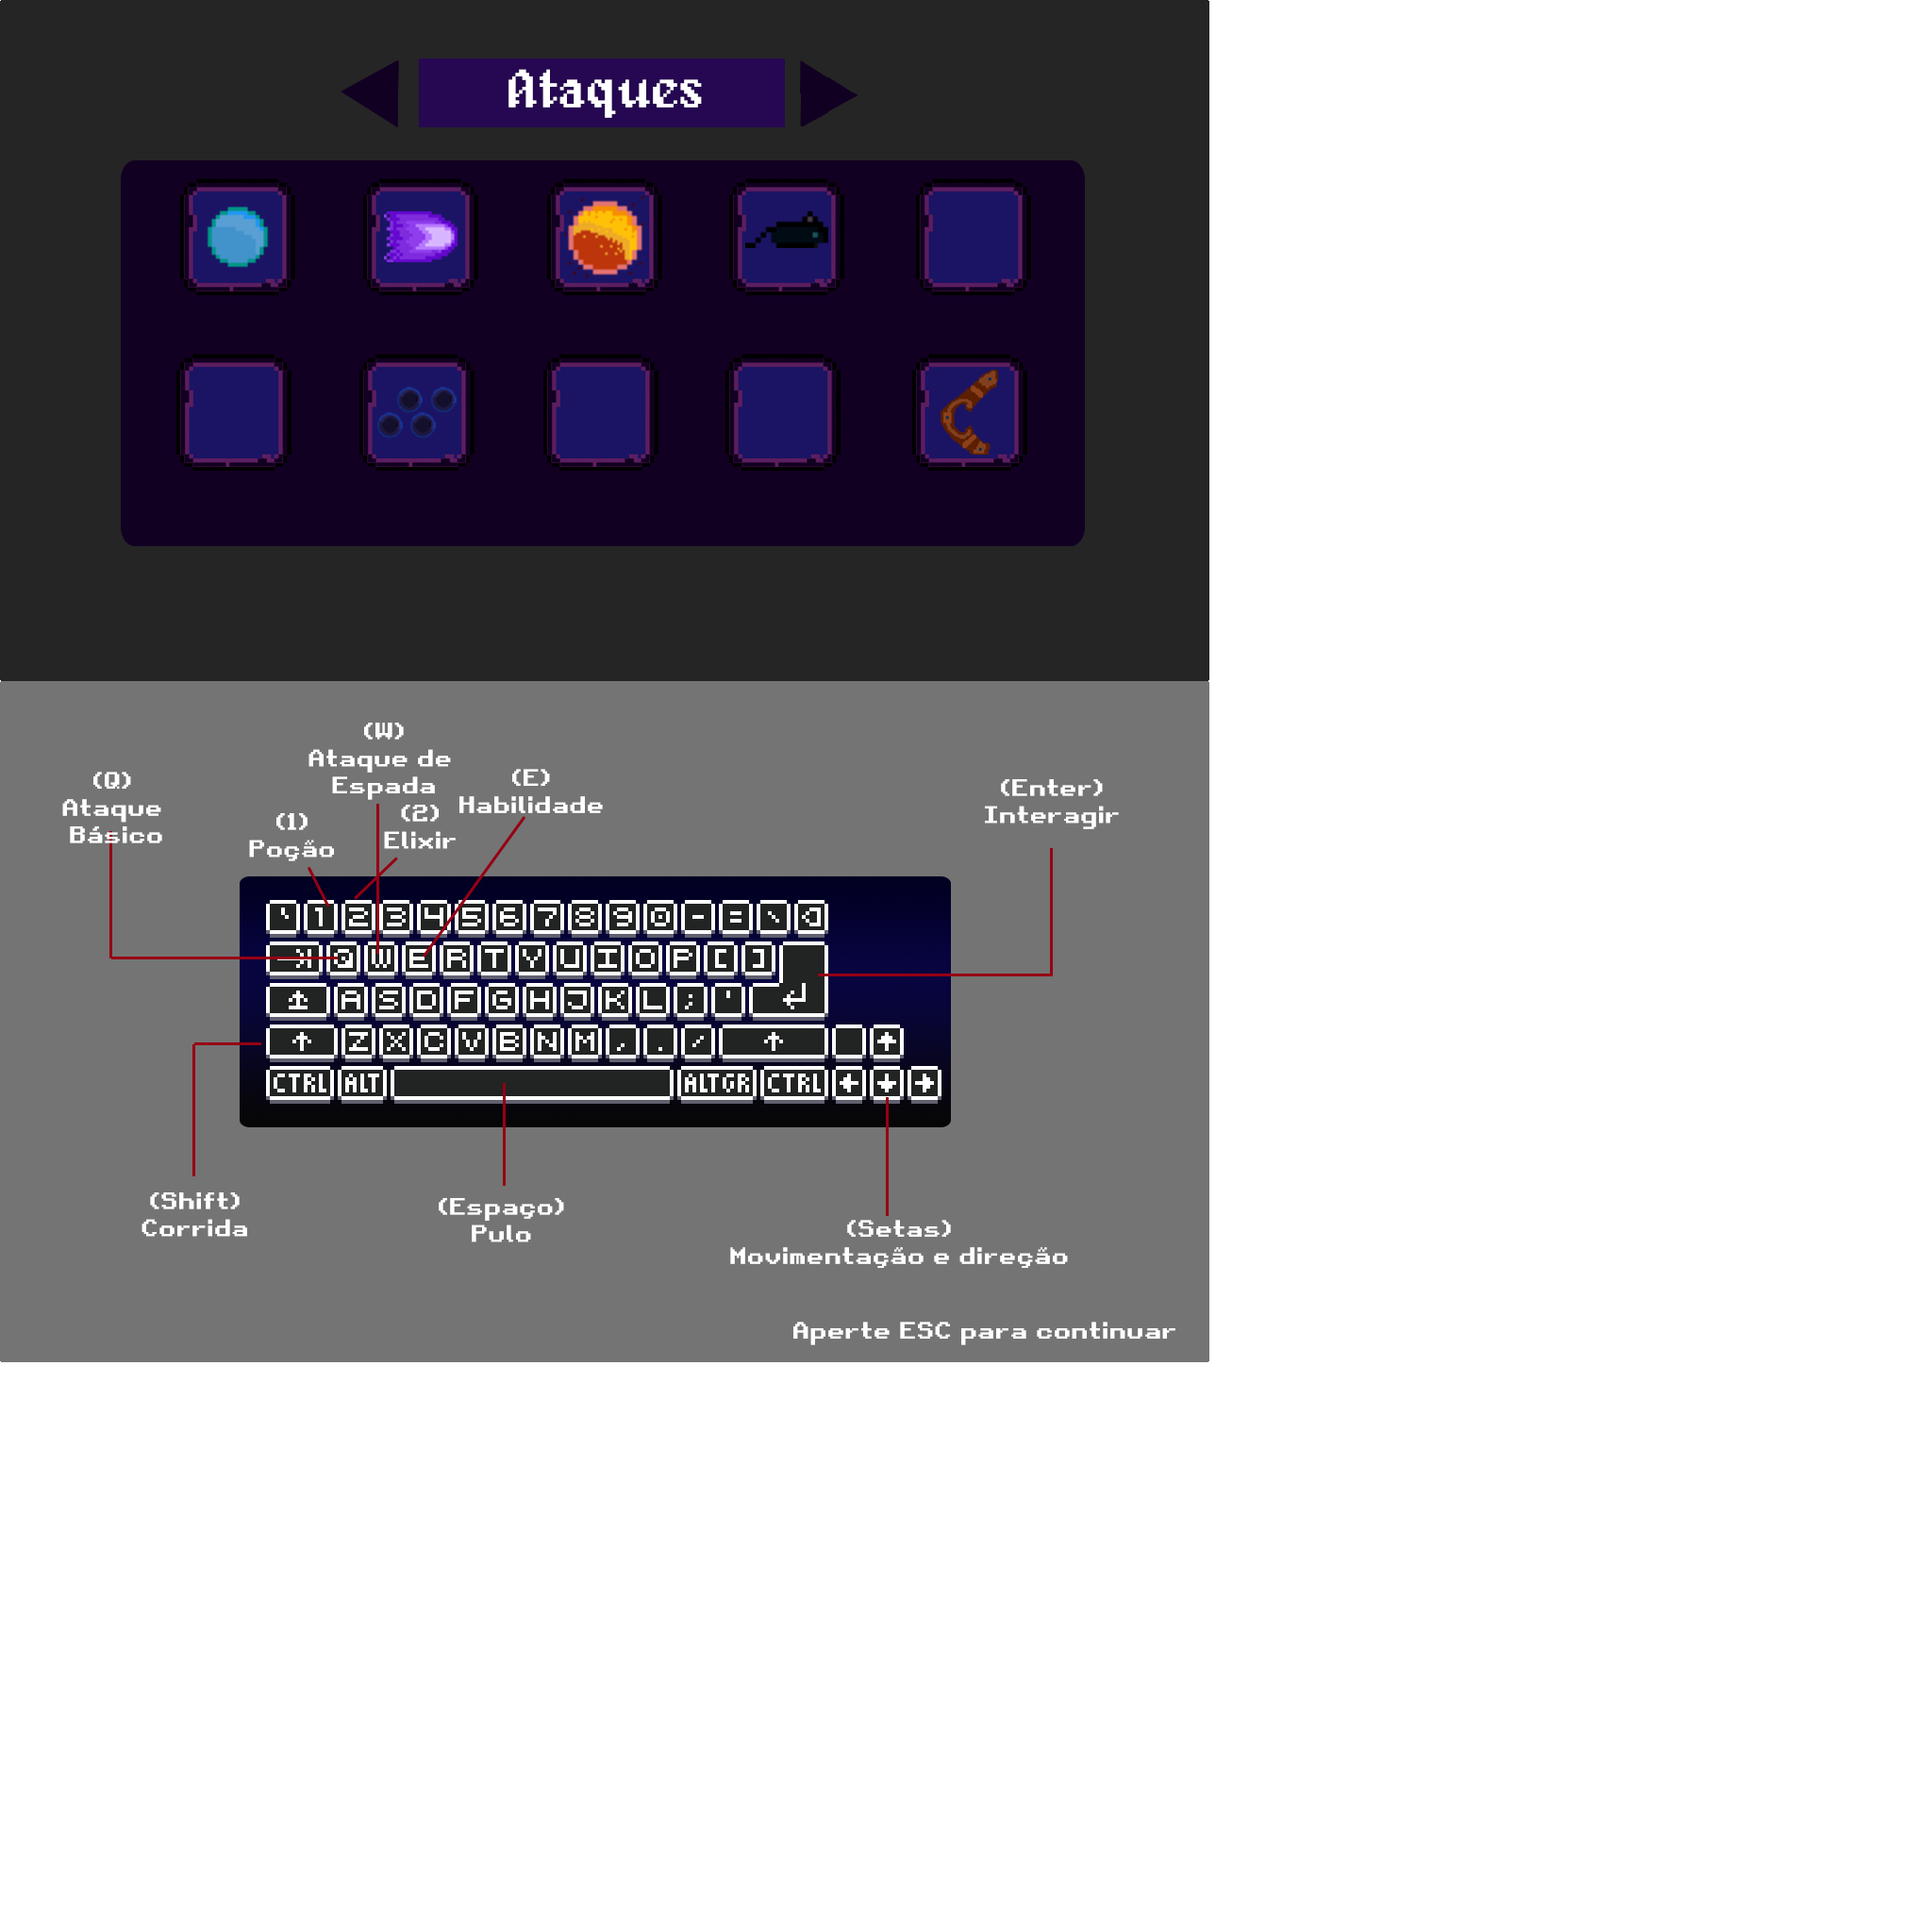 Ataques
(W)
Ataque de
Espada
(Q)
Ataque
Básico
(E)
Habilidade
(Enter)
Interagir
(1)
Poção
(2)
Elixir
` 1 2 3 4 5 6 7 8 9 0 - = \
Q W E R T Y U I O P [ ]
A S D F G H J K L ; '
Z X C V B N M , . /
CTRL ALT ALTGR CTRL
(Shift)
Corrida
(Espaço)
Pulo
(Setas)
Movimentação e direção
Aperte ESC para continuar